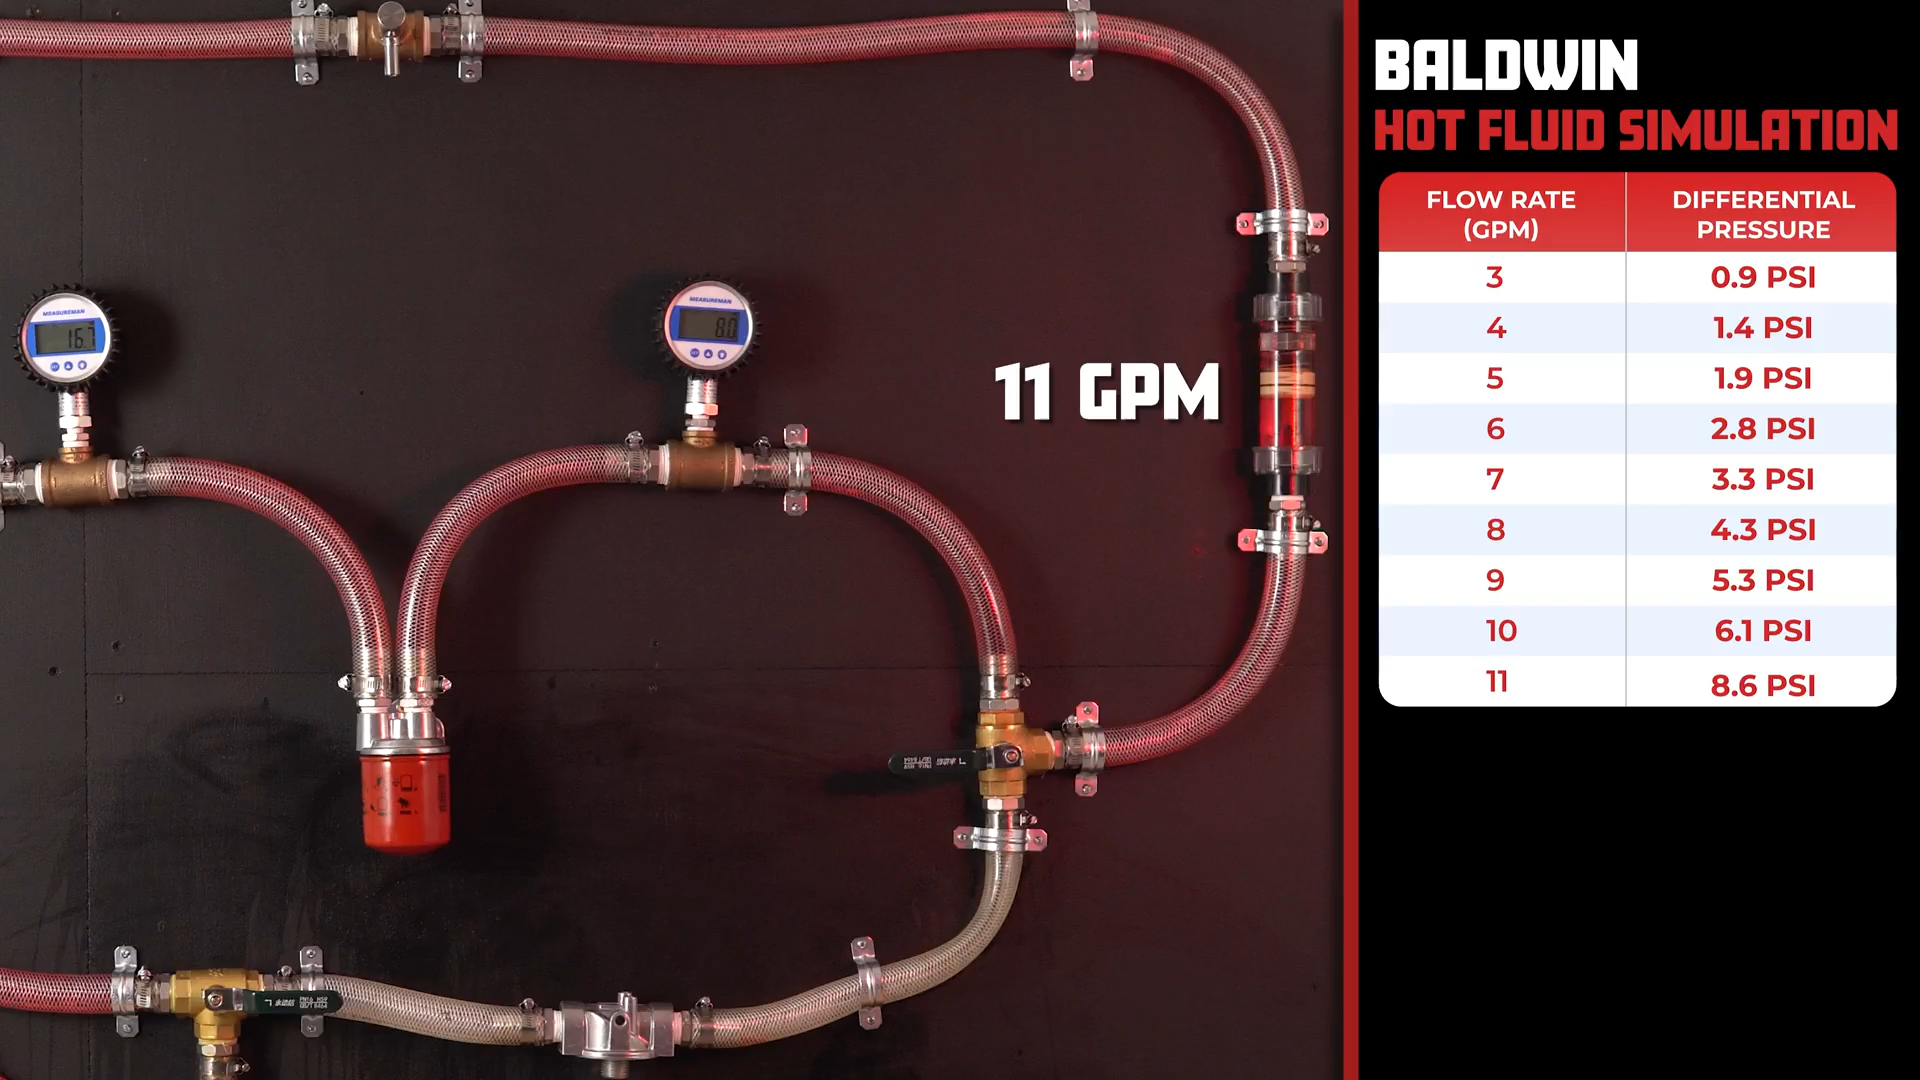 BALDWIN
HOT FLUID SIMULATION
FLOW RATE (GPM) DIFFERENTIAL PRESSURE
3 0.9 PSI
4 1.4 PSI
5 1.9 PSI
6 2.8 PSI
7 3.3 PSI
8 4.3 PSI
9 5.3 PSI
10 6.1 PSI
11 8.6 PSI
11 GPM
MEASUREMAN
16.7
MEASUREMAN
8.0